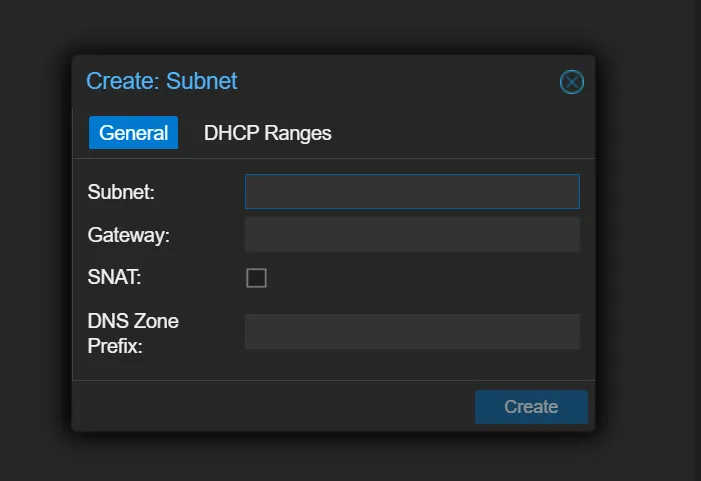 Create: Subnet
General DHCP Ranges
Subnet:
Gateway:
SNAT:
DNS Zone
Prefix:
Create